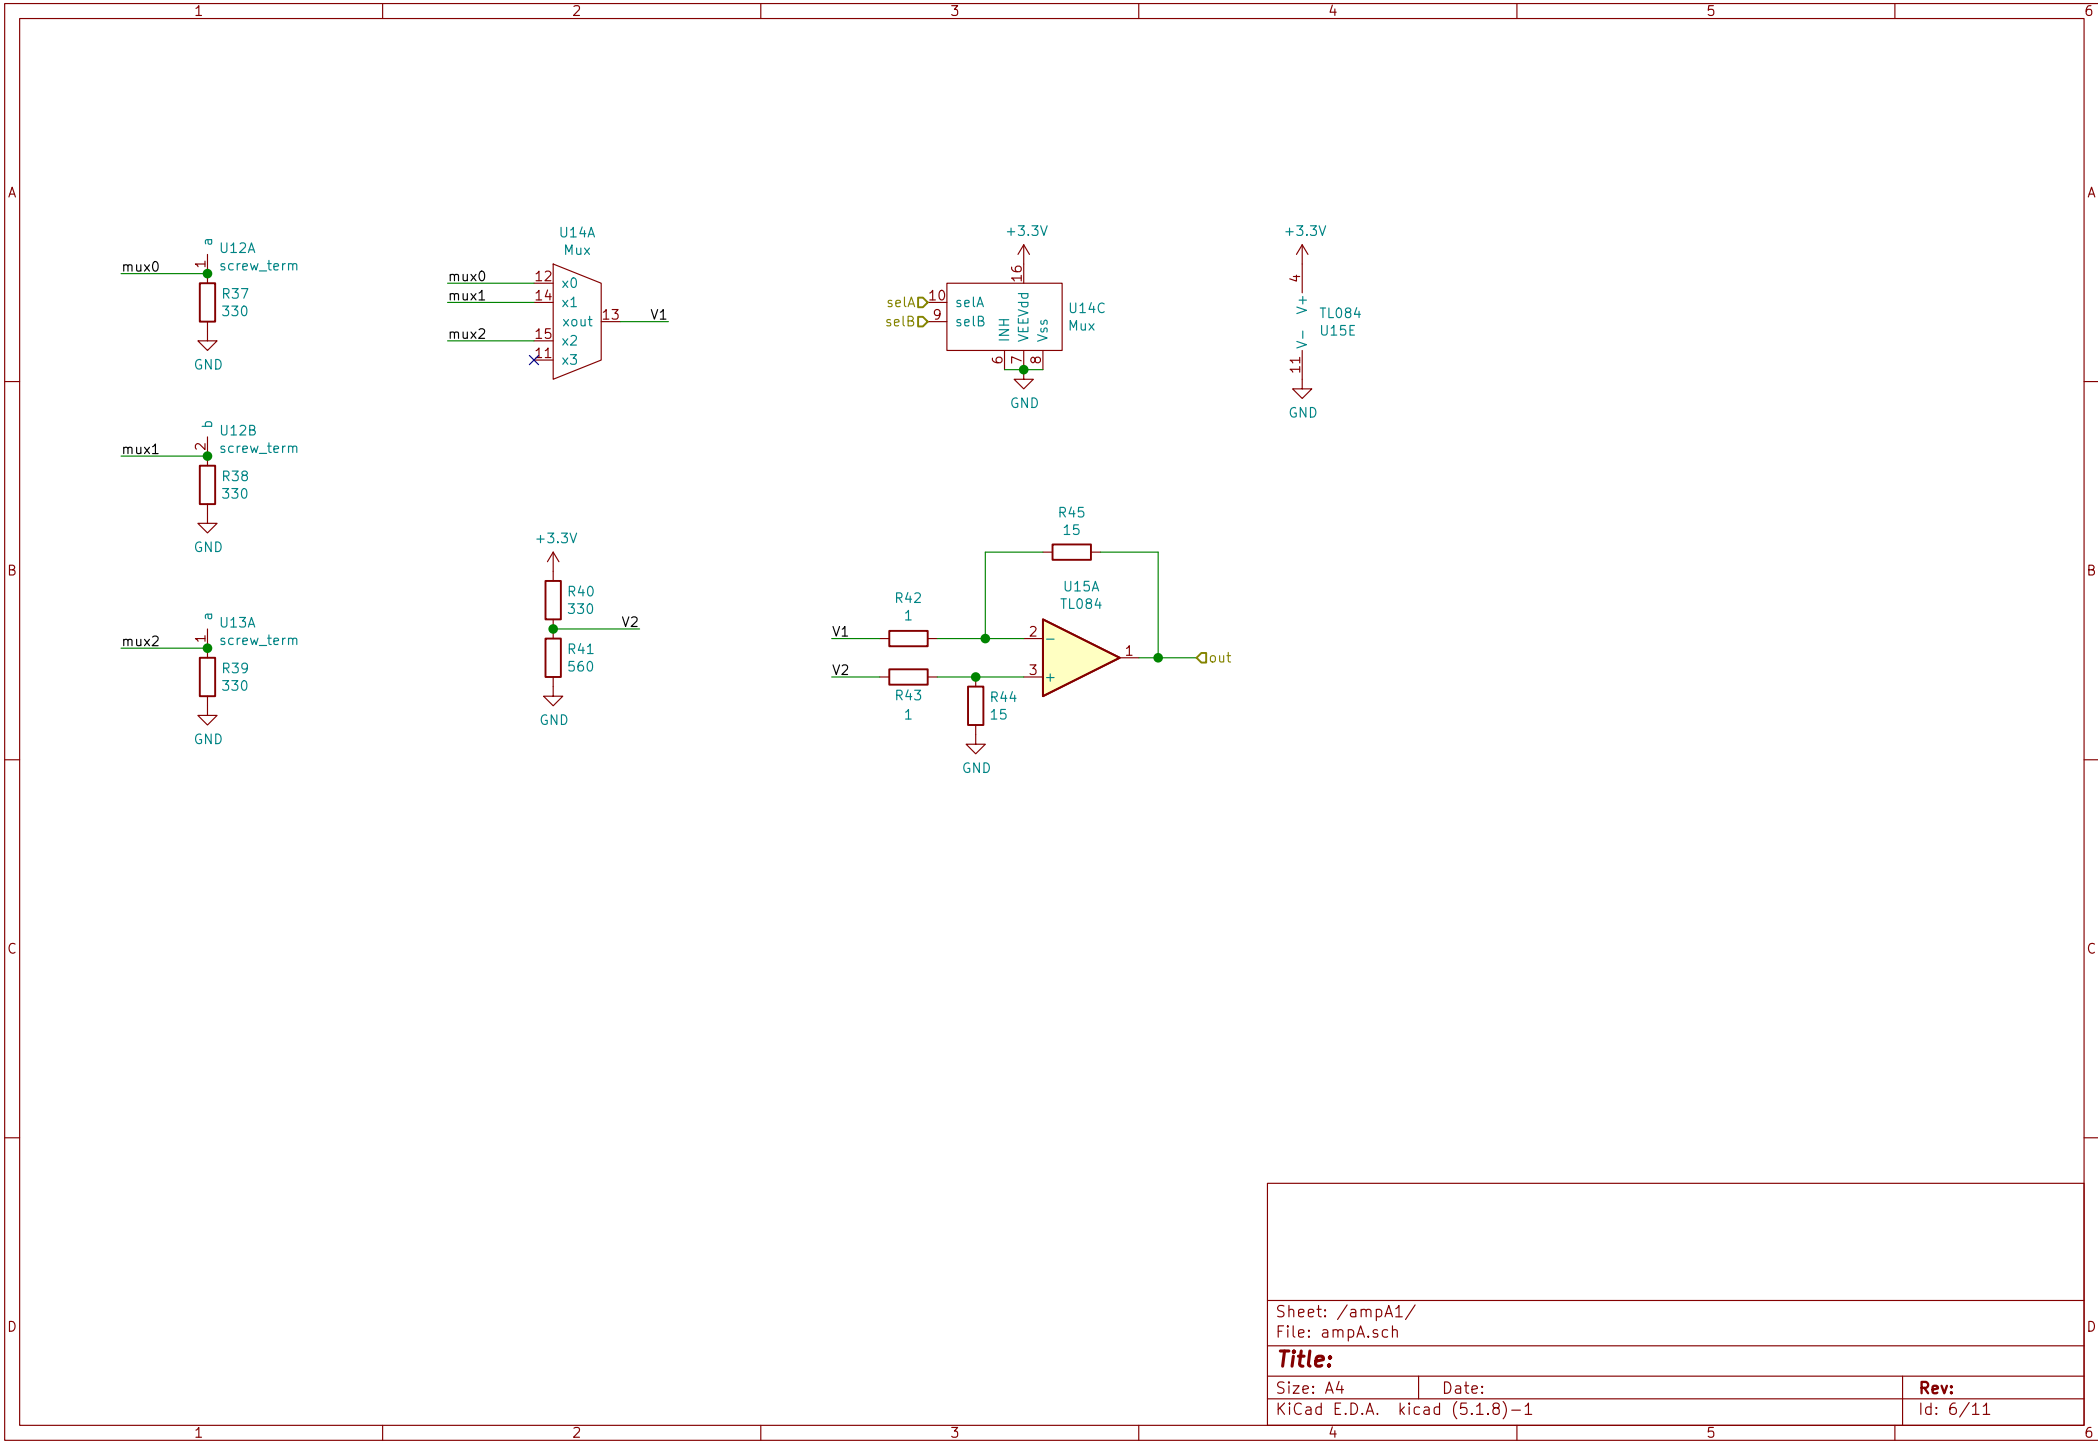 1 2 3 4 5 6
A
A
B
B
C
C
D
D
1 2 3 4 5 6
a
U12A
screw_term
1
mux0
R37
330
GND
b
U12B
screw_term
2
mux1
R38
330
GND
a
U13A
screw_term
1
mux2
R39
330
GND
U14A
Mux
mux0 12 x0
mux1 14 x1
xout 13 V1
mux2 15 x2
11 x3
+3.3V
R40
330
V2
R41
560
GND
+3.3V
16
selA 10 selA
selB 9 selB
INH VEEVdd Vss
U14C
Mux
6 7 8
GND
+3.3V
4
V+
TL084
U15E
V-
11
GND
R45
15
U15A
TL084
R42
1
V1
2 -
1
out
V2
3 +
R43
1
R44
15
GND
Sheet: /ampA1/
File: ampA.sch
Title:
Size: A4 Date: Rev:
KiCad E.D.A. kicad (5.1.8)-1 Id: 6/11